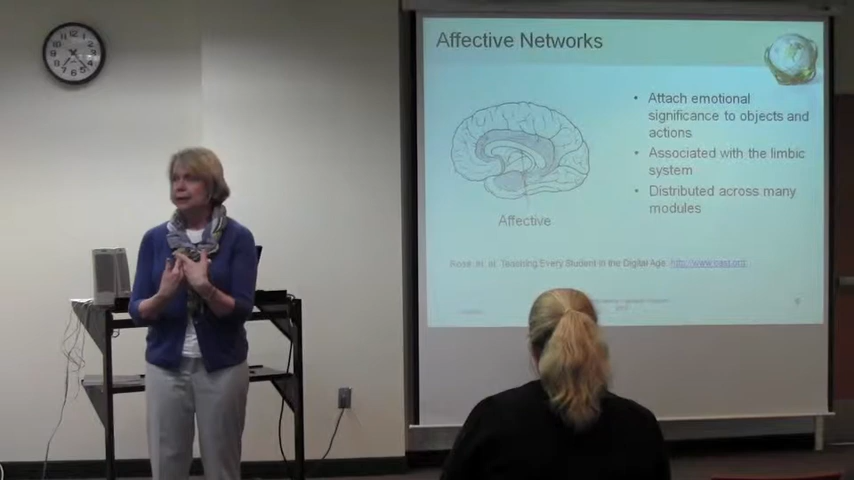 Affective Networks
• Attach emotional
significance to objects and
actions
• Associated with the limbic
system
• Distributed across many
modules
Affective
Rose, et. al. Teaching Every Student in the Digital Age. http://www.cast.org